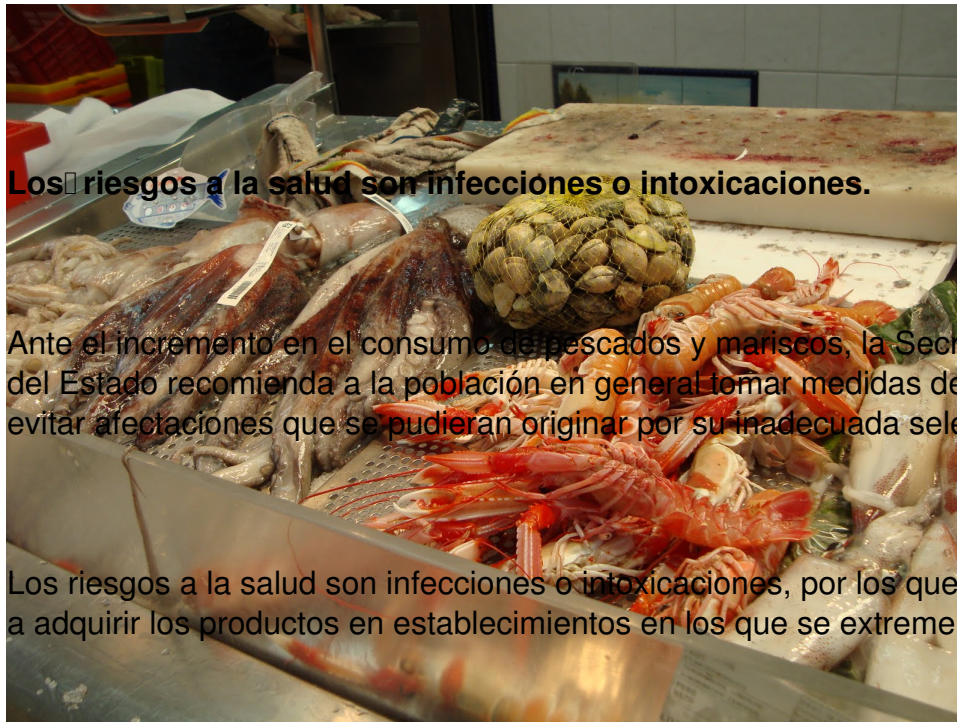 Los riesgos a la salud son infecciones o intoxicaciones.
Ante el incremento en el consumo de pescados y mariscos, la Secr
del Estado recomienda a la población en general tomar medidas de
evitar afectaciones que se pudieran originar por su inadecuada sele
Los riesgos a la salud son infecciones o intoxicaciones, por los que
a adquirir los productos en establecimientos en los que se extreme